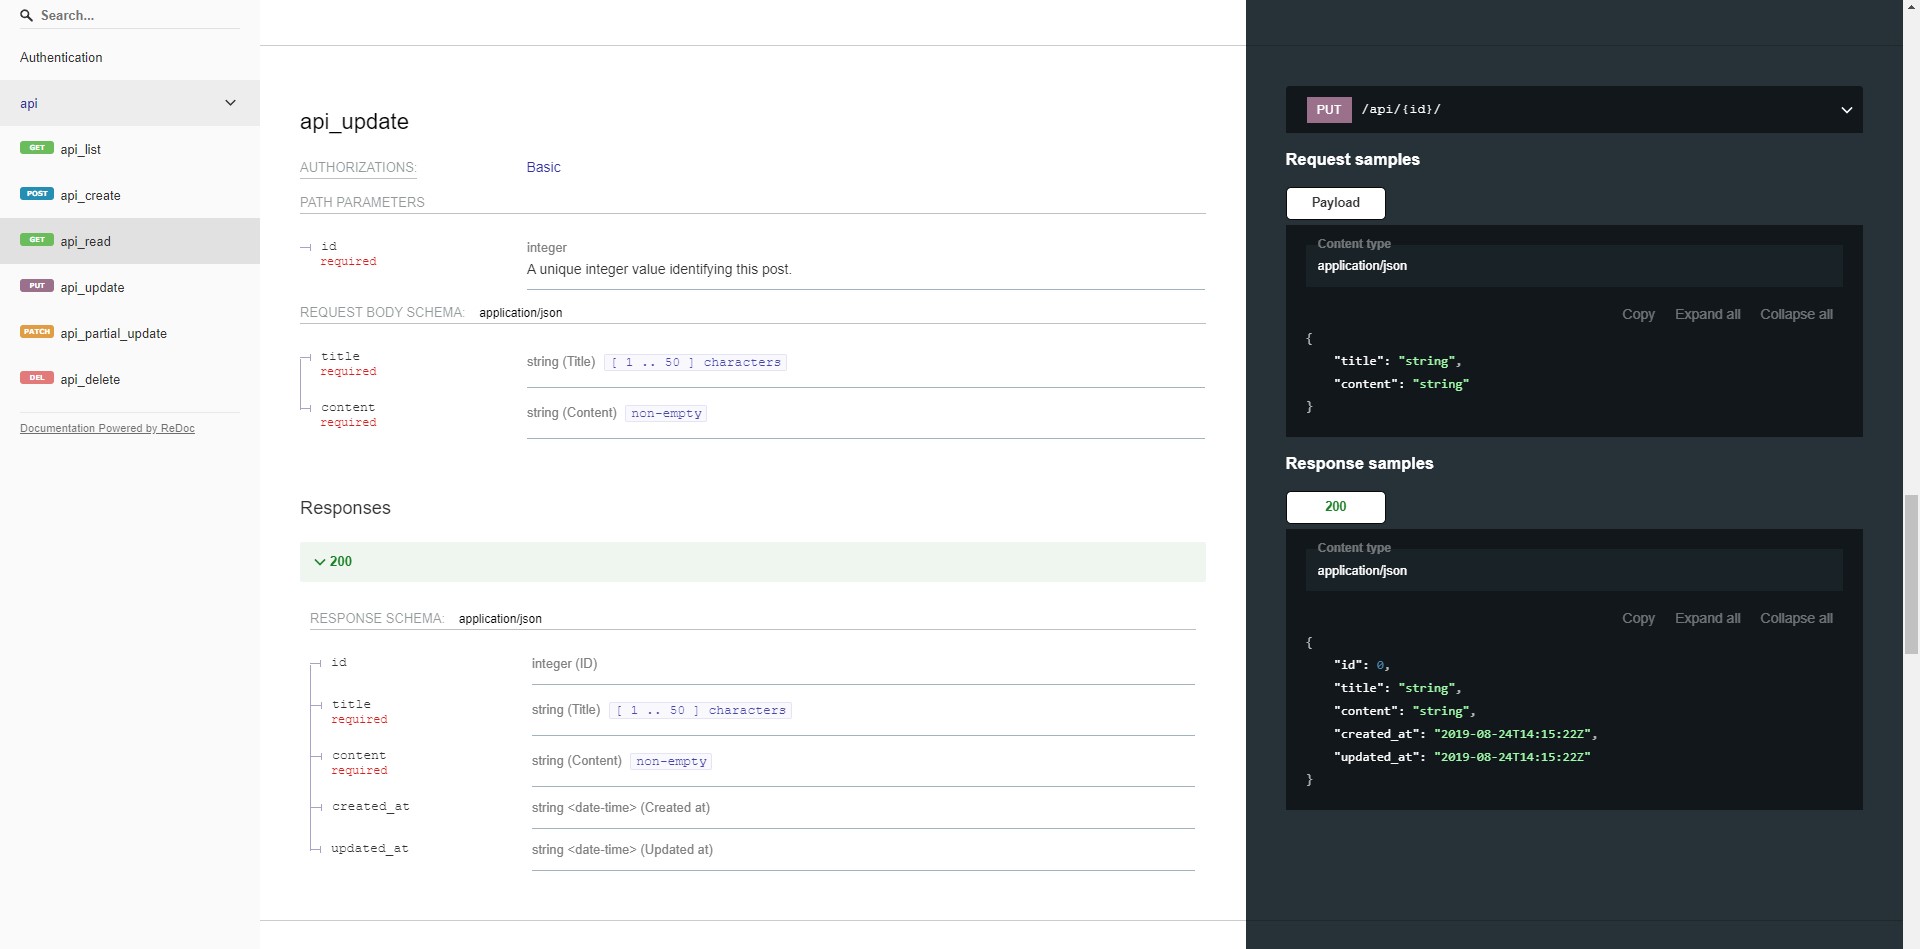 Search...
Authentication
api
GET api_list
POST api_create
GET api_read
PUT api_update
PATCH api_partial_update
DEL api_delete
Documentation Powered by ReDoc
api_update
AUTHORIZATIONS: Basic
PATH PARAMETERS
id integer
required A unique integer value identifying this post.
REQUEST BODY SCHEMA: application/json
title string (Title) [ 1 .. 50 ] characters
required
content string (Content) non-empty
required
Responses
200
RESPONSE SCHEMA: application/json
id integer (ID)
title string (Title) [ 1 .. 50 ] characters
required
content string (Content) non-empty
required
created_at string <date-time> (Created at)
updated_at string <date-time> (Updated at)
PUT /api/{id}/
Request samples
Payload
Content type
application/json
Copy Expand all Collapse all
{
"title": "string",
"content": "string"
}
Response samples
200
Content type
application/json
Copy Expand all Collapse all
{
"id": 0,
"title": "string",
"content": "string",
"created_at": "2019-08-24T14:15:22Z",
"updated_at": "2019-08-24T14:15:22Z"
}